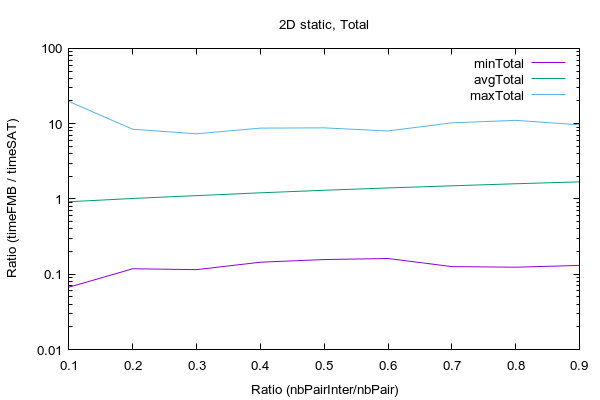 2D static, Total
100
10
1
0.1
0.01
Ratio (timeFMB / timeSAT)
minTotal
avgTotal
maxTotal
0.1 0.2 0.3 0.4 0.5 0.6 0.7 0.8 0.9
Ratio (nbPairInter/nbPair)